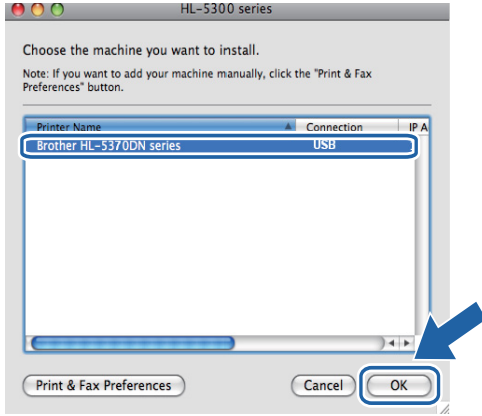 HL-5300 series
Choose the machine you want to install.
Note: If you want to add your machine manually, click the "Print & Fax
Preferences" button.
Printer Name Connection IP A
Brother HL-5370DN series USB
Print & Fax Preferences Cancel OK